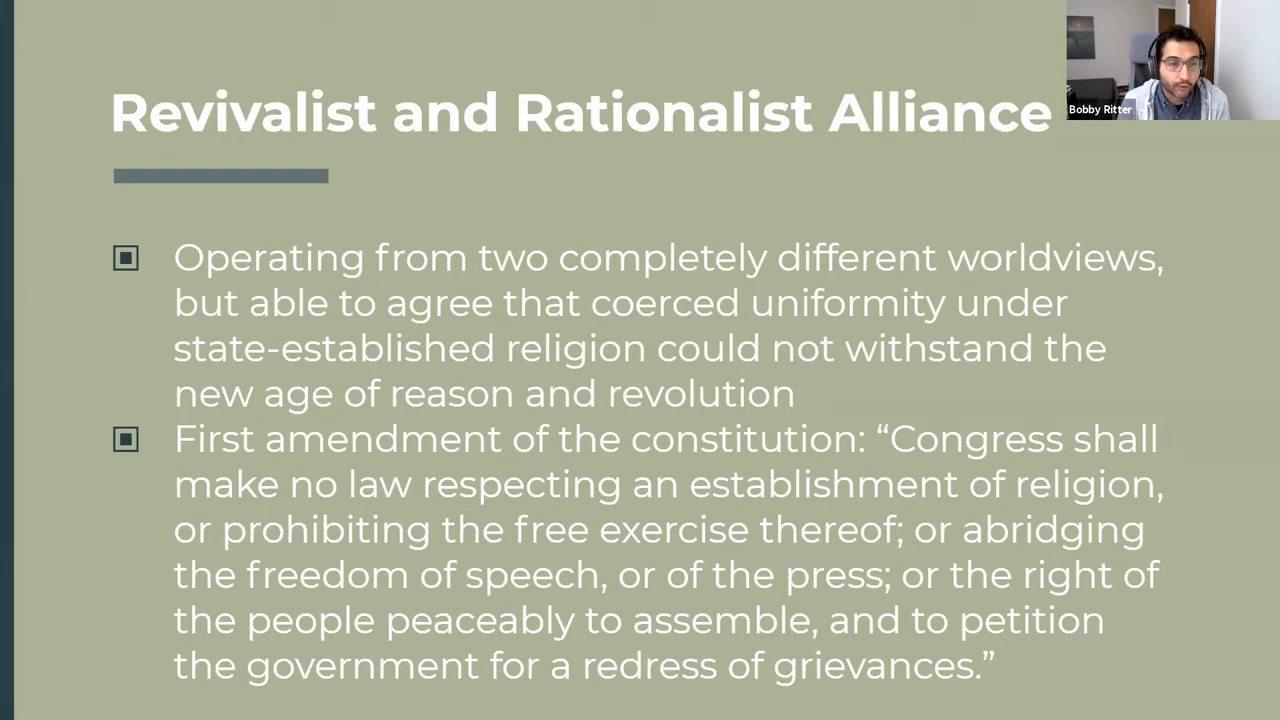 Revivalist and Rationalist Alliance
Bobby Ritter
Operating from two completely different worldviews,
but able to agree that coerced uniformity under
state-established religion could not withstand the
new age of reason and revolution
First amendment of the constitution: “Congress shall
make no law respecting an establishment of religion,
or prohibiting the free exercise thereof; or abridging
the freedom of speech, or of the press; or the right of
the people peaceably to assemble, and to petition
the government for a redress of grievances.”